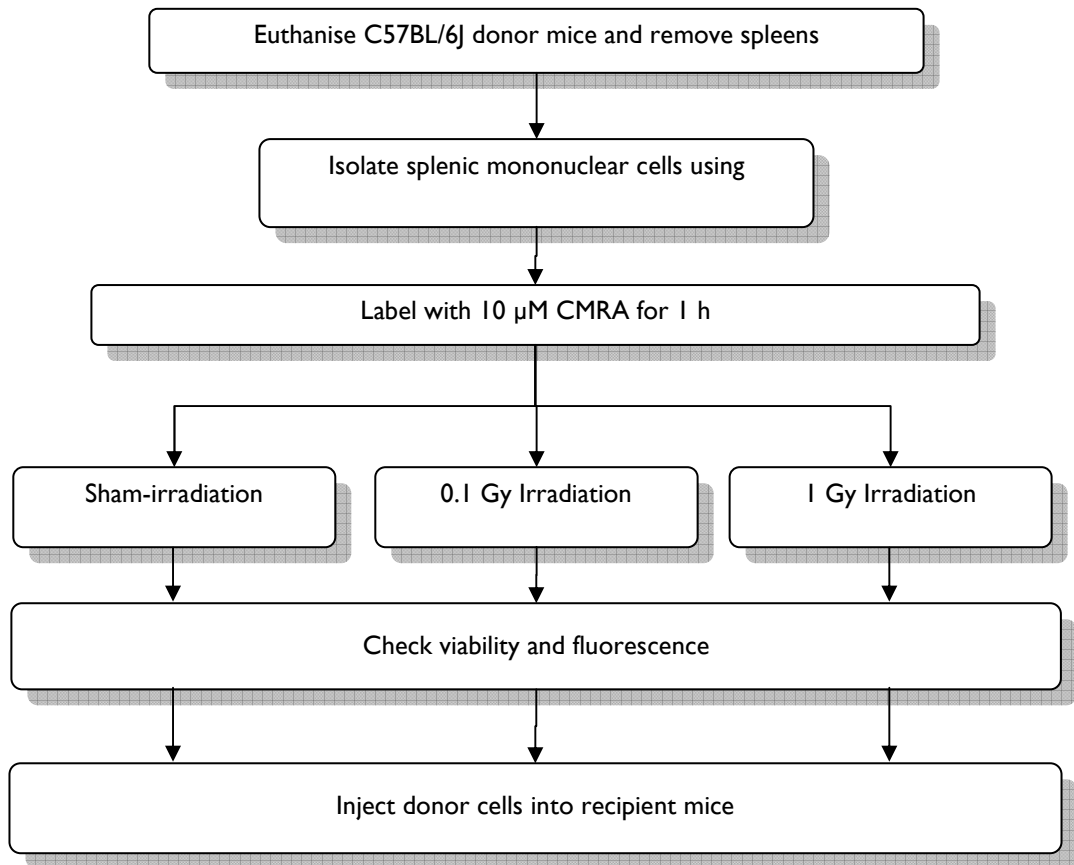 Euthanise C57BL/6J donor mice and remove spleens
Isolate splenic mononuclear cells using
Label with 10 µM CMRA for 1 h
Sham-irradiation
0.1 Gy Irradiation
1 Gy Irradiation
Check viability and fluorescence
Inject donor cells into recipient mice